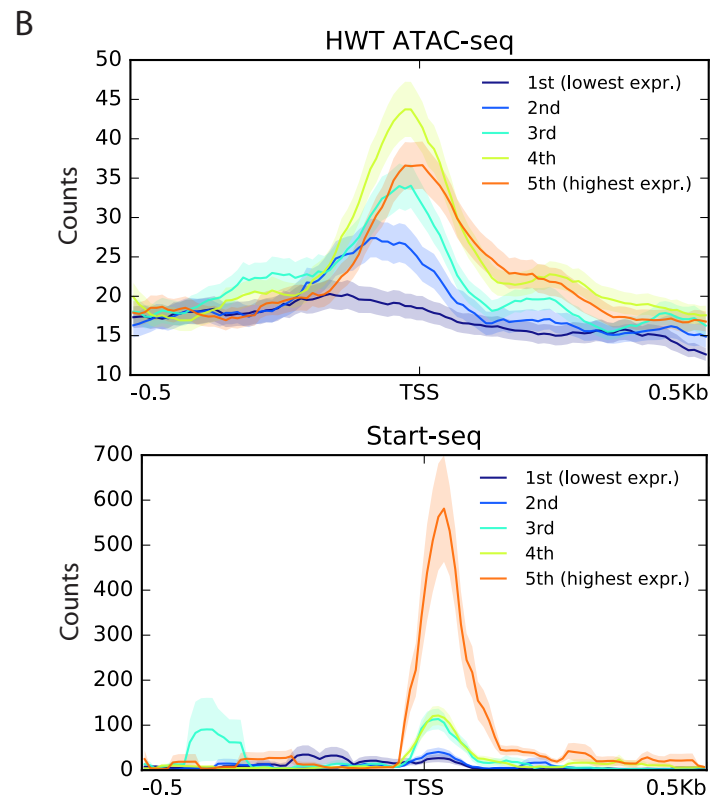 B
HWT ATAC-seq
50
45
40
35
30
25
20
15
10
Counts
1st (lowest expr.)
2nd
3rd
4th
5th (highest expr.)
-0.5
TSS
0.5Kb
Start-seq
700
600
500
400
300
200
100
0
Counts
1st (lowest expr.)
2nd
3rd
4th
5th (highest expr.)
-0.5
TSS
0.5Kb